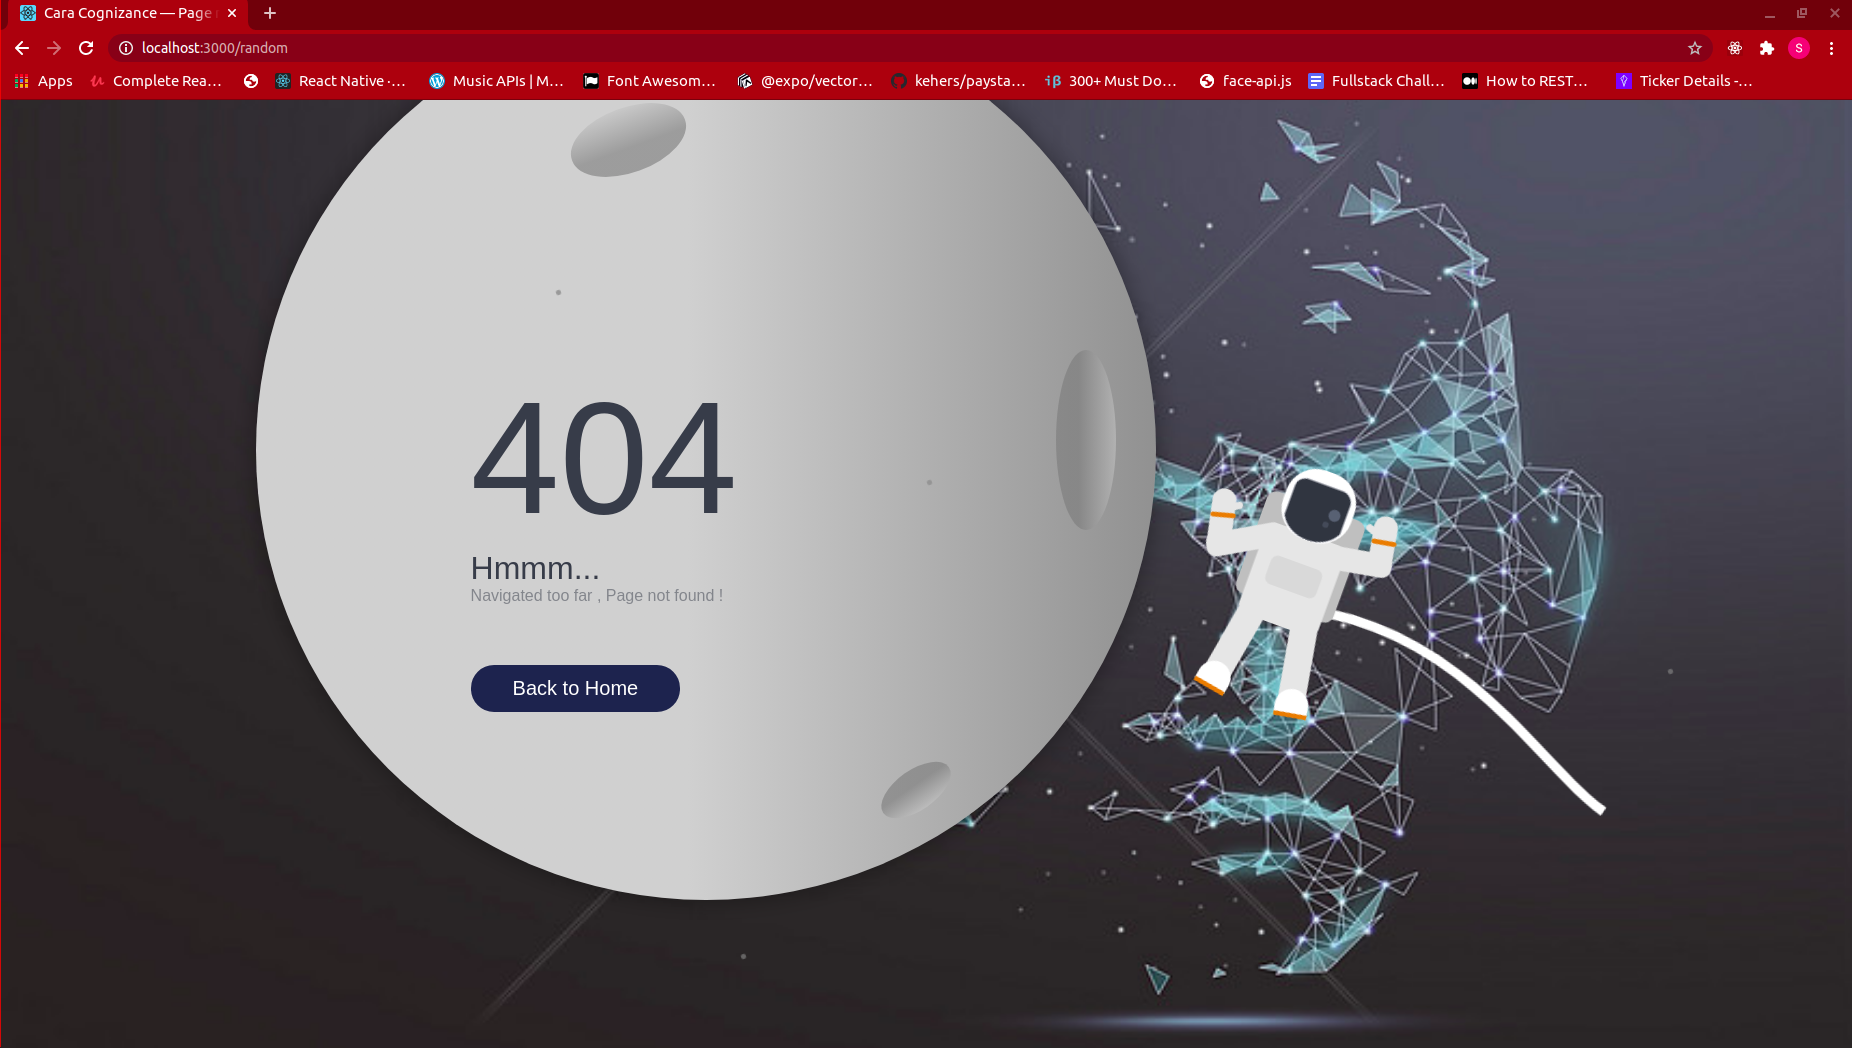 Cara Cognizance — Page
localhost:3000/random
S
Apps
Complete Rea...
React Native ·...
Music APIs | M...
Font Awesom...
@expo/vector...
kehers/paysta...
iβ 300+ Must Do...
face-api.js
Fullstack Chall...
How to REST...
Ticker Details -...
404
Hmmm...
Navigated too far , Page not found !
Back to Home